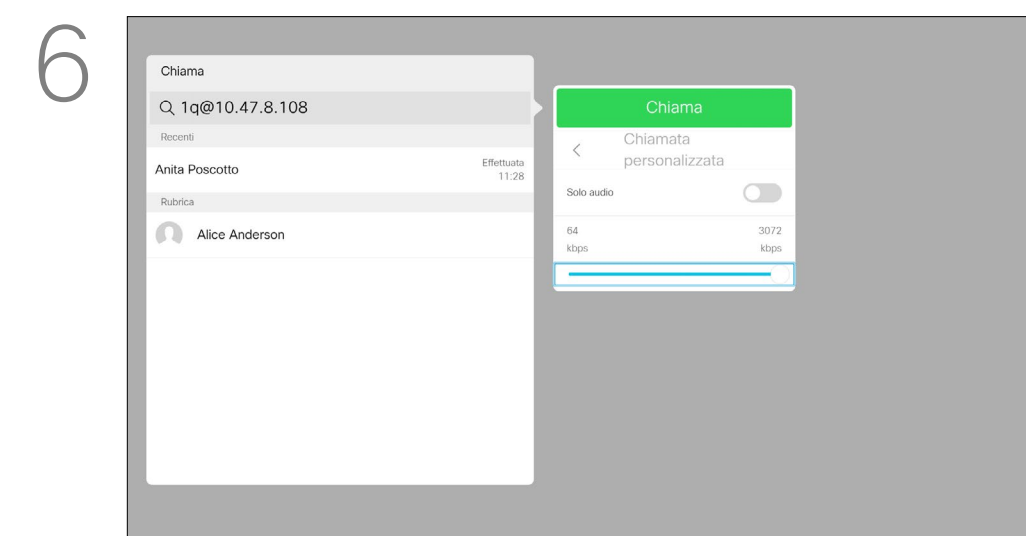 6
Chiama
1q@10.47.8.108
Recenti
Anita Poscotto
Effettuata
11:28
Rubrica
Alice Anderson
Chiama
Chiamata
personalizzata
Solo audio
64 3072
kbps kbps